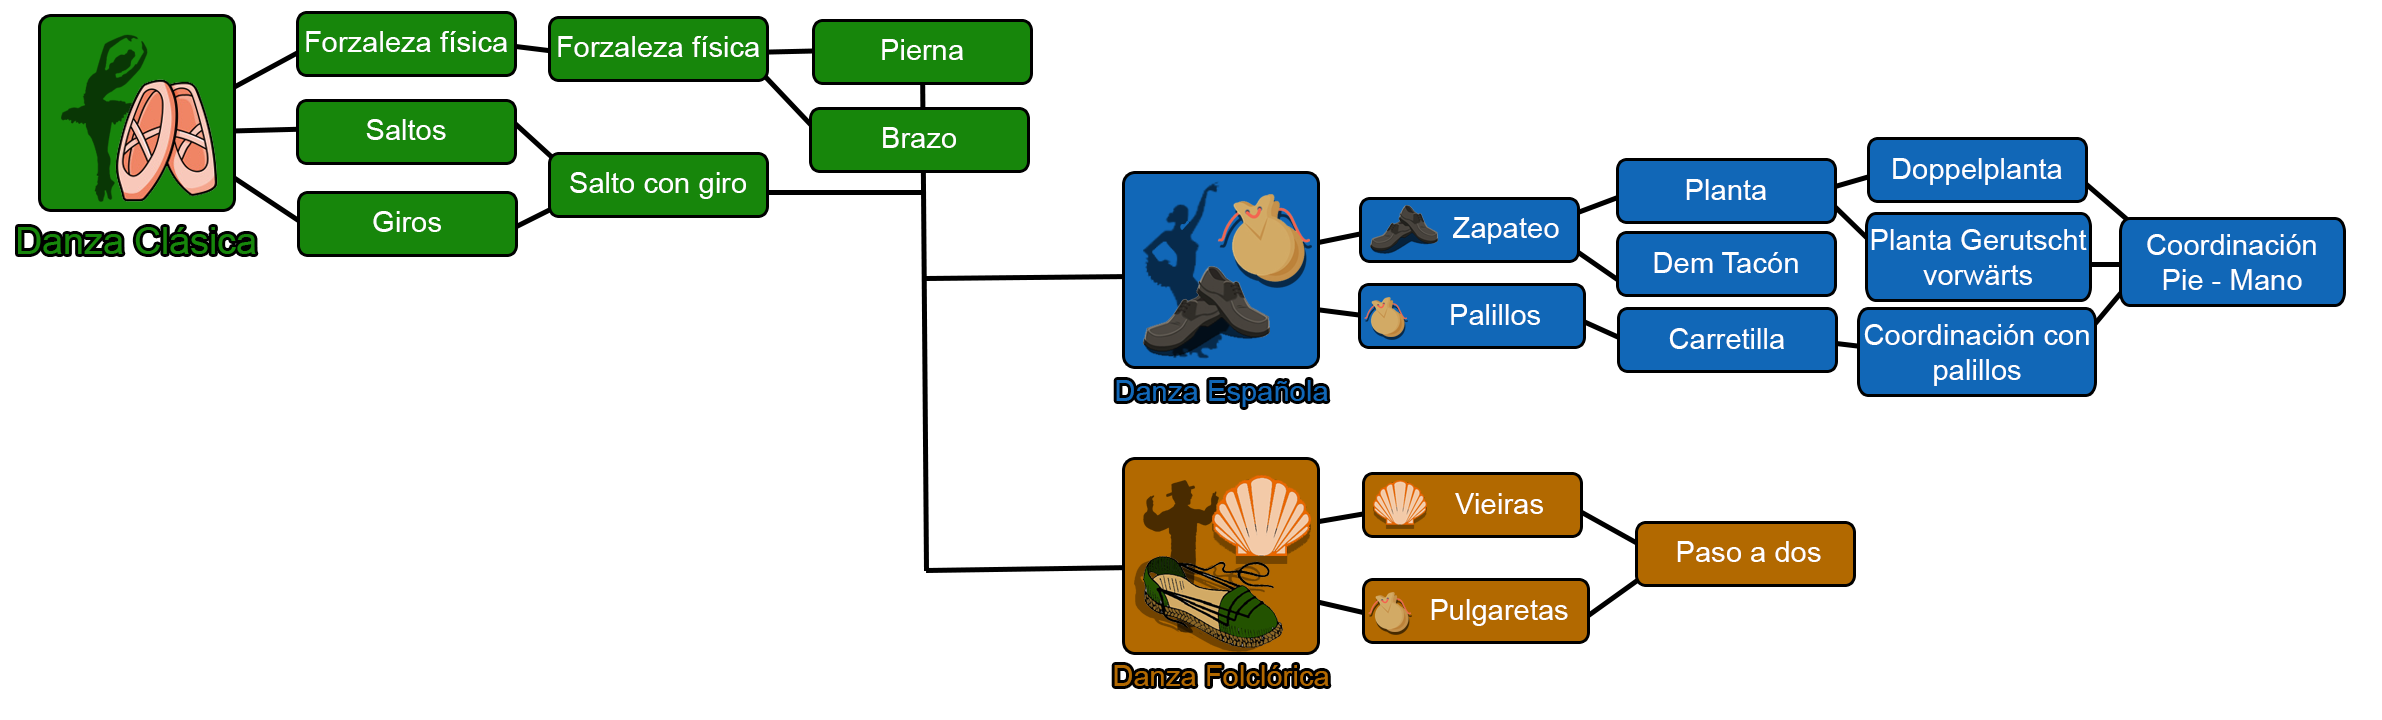 Danza Clásica
Forzaleza física
Saltos
Giros
Forzaleza física
Salto con giro
Pierna
Brazo
Danza Española
Zapateo
Palillos
Planta
Dem Tacón
Carretilla
Doppelplanta
Planta Gerutscht
vorwärts
Coordinación con
palillos
Coordinación
Pie - Mano
Danza Folclórica
Vieiras
Pulgaretas
Paso a dos